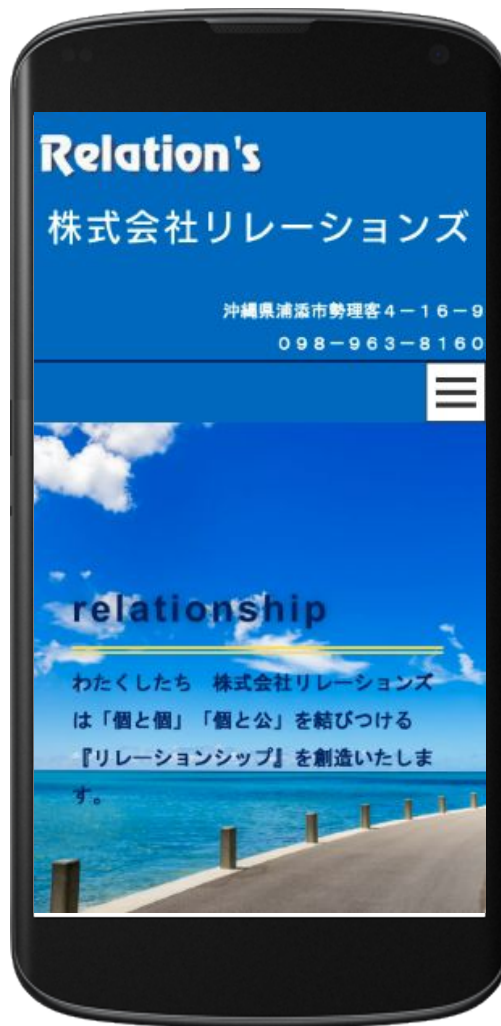 Relation's
株式会社リレーションズ
沖縄県浦添市勢理客４－１６－９
０９８－９６３－８１６０
relationship
わたくしたち　株式会社リレーションズ
は「個と個」「個と公」を結びつける
『リレーションシップ』を創造いたしま
す。